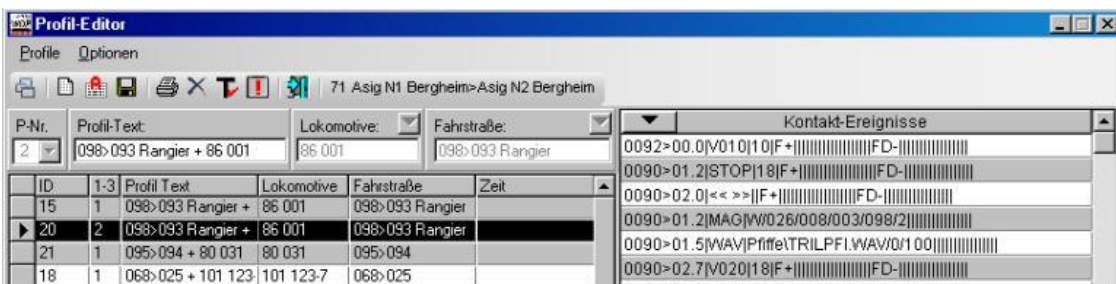 WDP Profil-Editor
Profile Optionen
71 Asig N1 Bergheim>Asig N2 Bergheim
P-Nr. Profil-Text: Lokomotive: Fahrstraße:
2 098>093 Rangier + 86 001 86 001 098>093 Rangier
ID 1-3 Profil Text Lokomotive Fahrstraße Zeit
15 1 098>093 Rangier + 86 001 098>093 Rangier
20 2 098>093 Rangier + 86 001 098>093 Rangier
21 1 095>094 + 80 031 80 031 095>094
18 1 068>025 + 101 123- 101 123-7 068>025
Kontakt-Ereignisse
0092>00.0|V010|10|F+||||||||||||||||||FD-||||||||||||||||
0090>01.2|STOP|18|F+||||||||||||||||||FD-||||||||||||||||
0090>02.0|<< >>||F+||||||||||||||||||FD-||||||||||||||||
0090>01.2|MAG|W/026/008/003/098/2||||||||||||||||
0090>01.5|WAV|Pfiffe\TRILPFI.WAV/0/100||||||||||||||||
0090>02.7|V020|18|F+||||||||||||||||||FD-||||||||||||||||